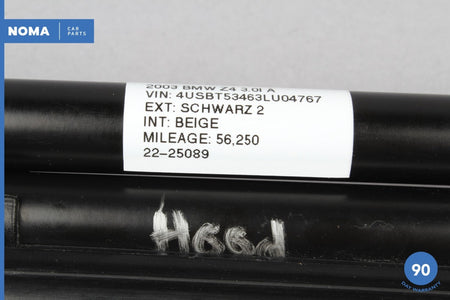 NOMA CAR
PARTS
2003 BMW Z4 3.0I A
VIN: 4USBT53463LU04767
EXT: SCHWARZ 2
INT: BEIGE
MILEAGE: 56,250
22-25089
Hood
90
DAY WARRANTY